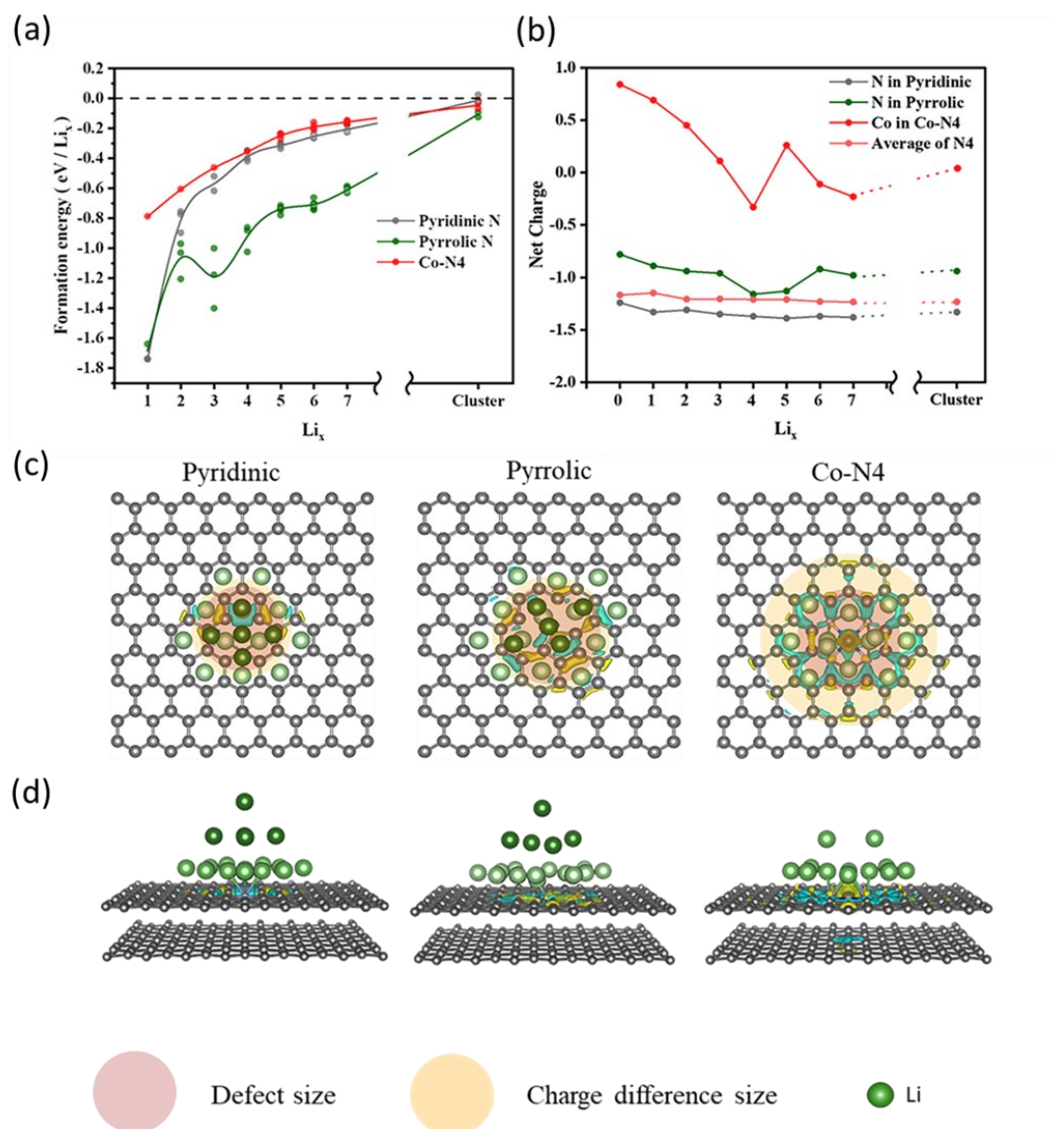 (a)
0.2
0.0
-0.2
-0.4
-0.6
-0.8
-1.0
-1.2
-1.4
-1.6
-1.8
Formation energy ( eV / Lix )
Pyridinic N
Pyrrolic N
Co-N4
1 2 3 4 5 6 7 Cluster
Lix
(b)
1.0
0.5
0.0
-0.5
-1.0
-1.5
-2.0
Net Charge
N in Pyridinic
N in Pyrrolic
Co in Co-N4
Average of N4
0 1 2 3 4 5 6 7 Cluster
Lix
(c)
Pyridinic Pyrrolic Co-N4
(d)
Defect size Charge difference size Li